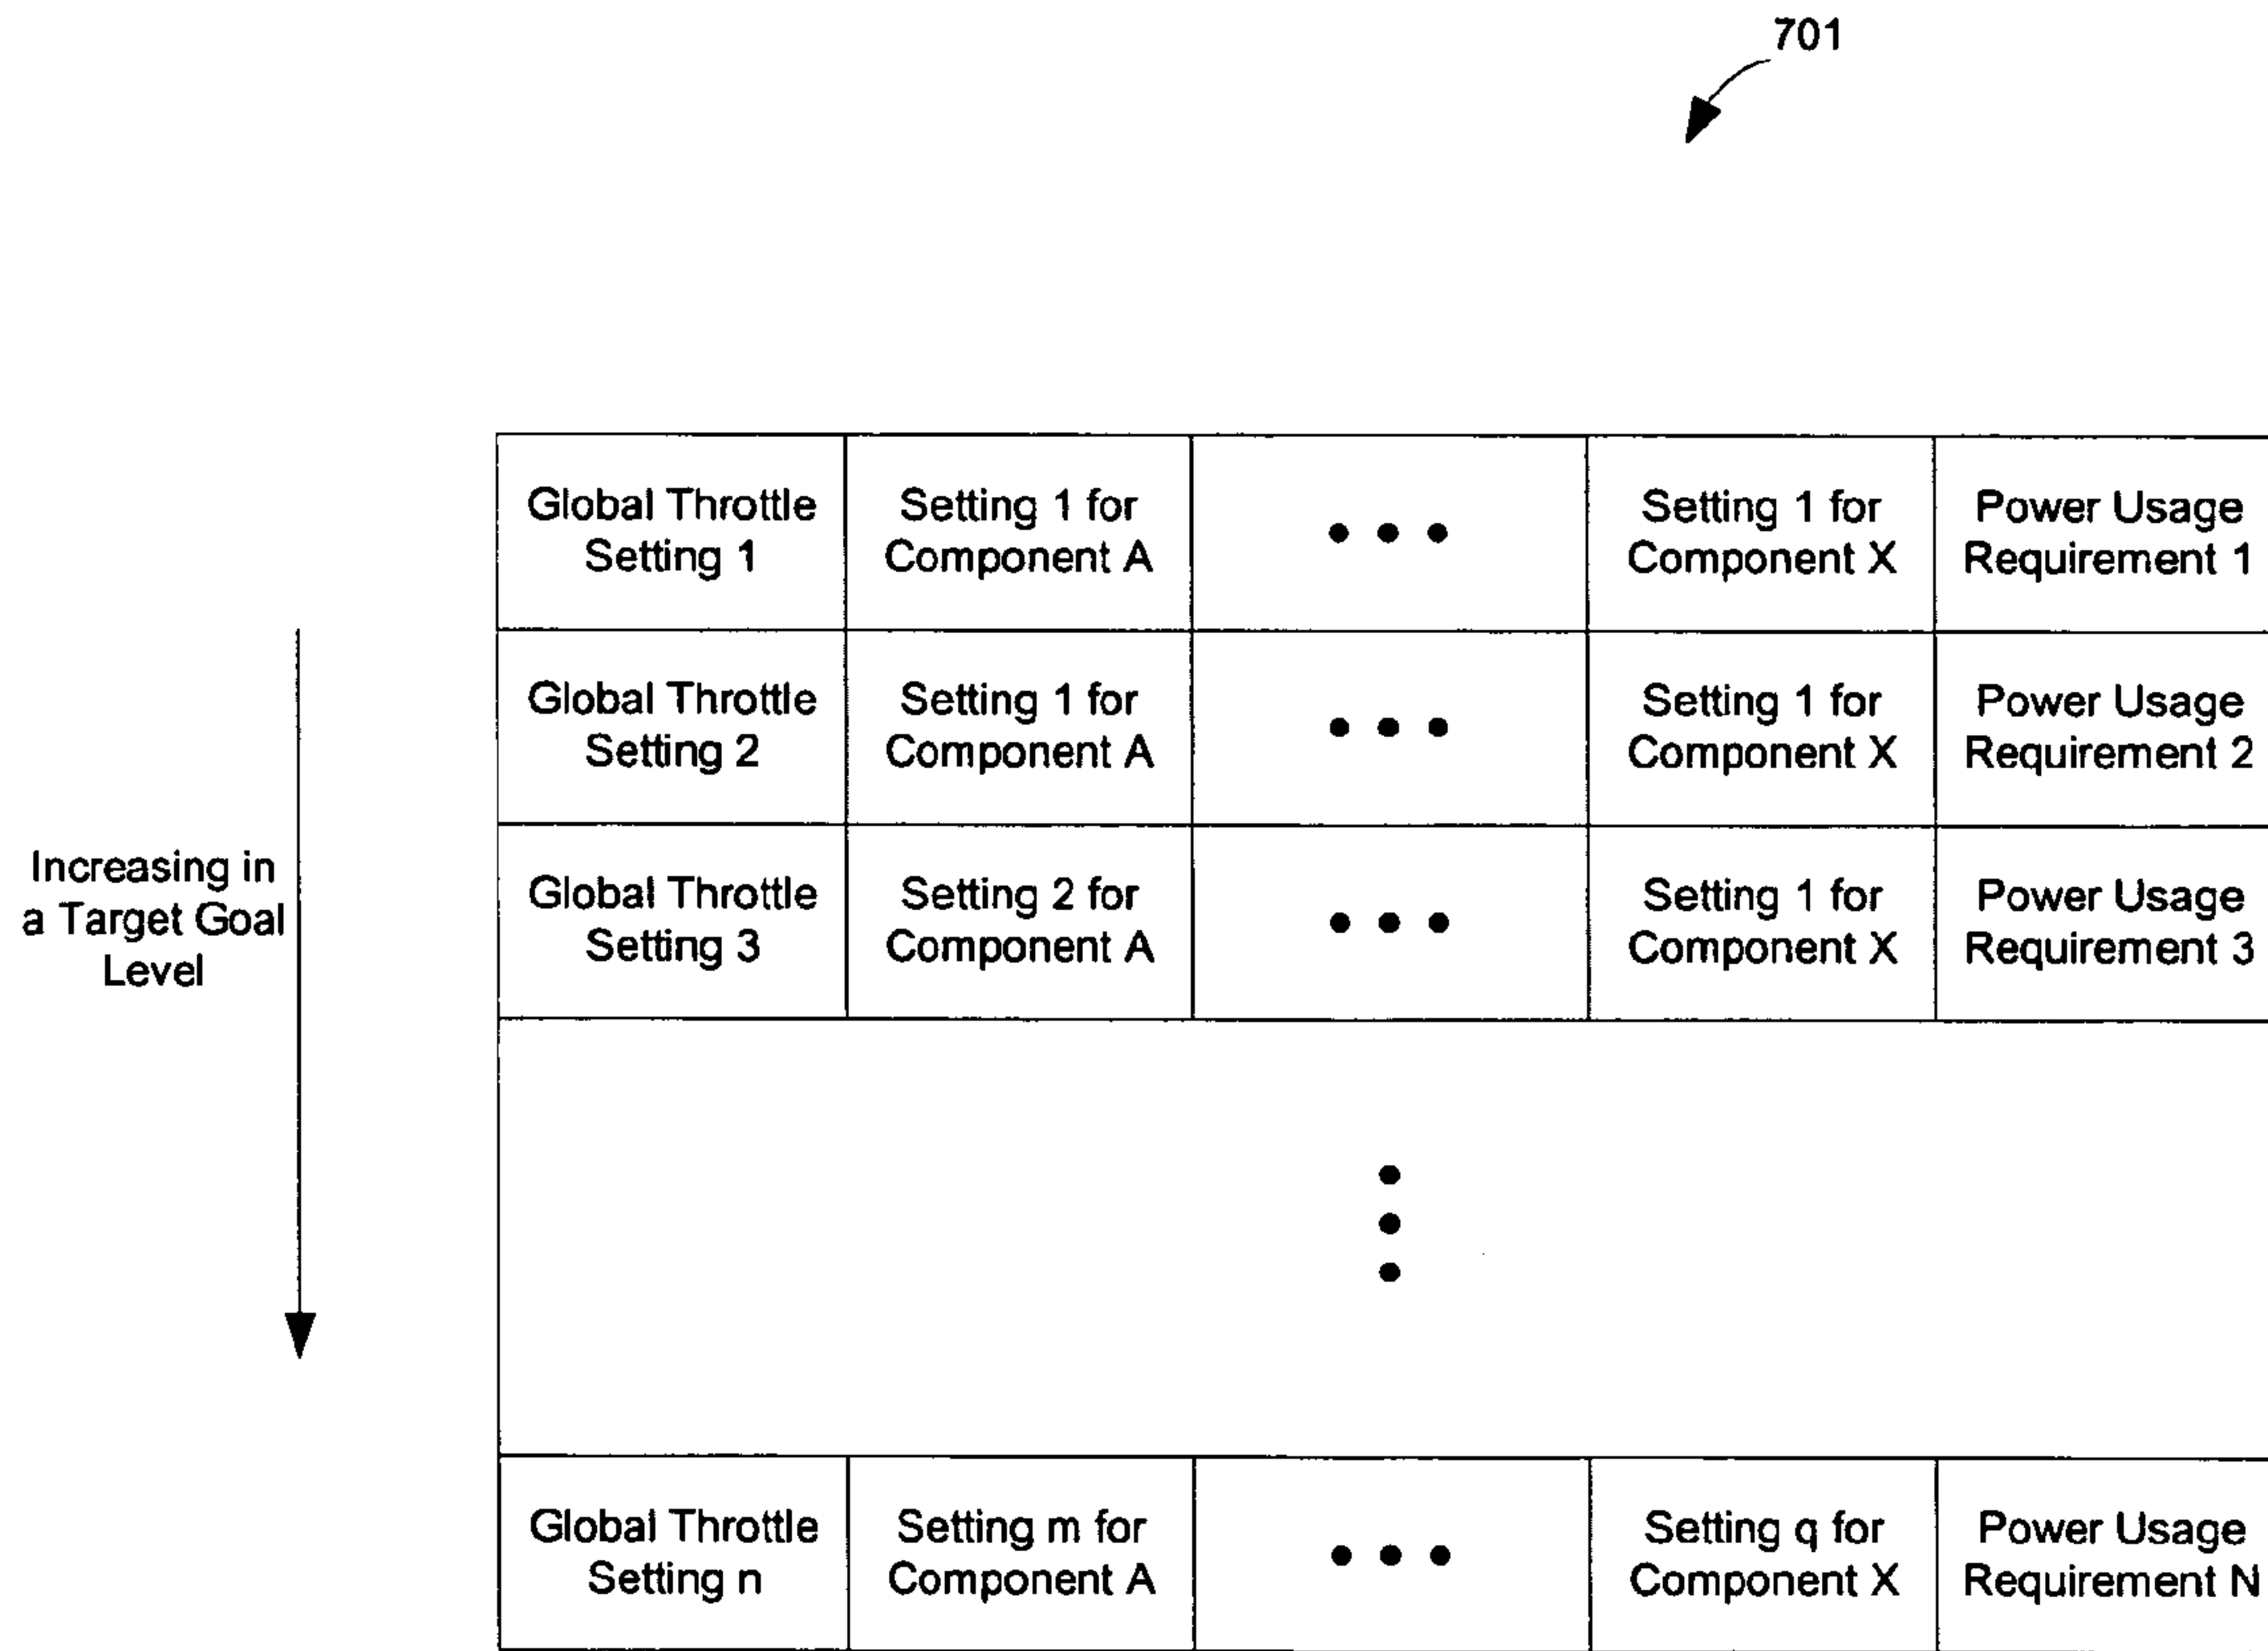 701
Global Throttle Setting 1 for Setting 1 for Power Usage
Setting 1 Component A Component X Requirement 1
Global Throttle Setting 1 for Setting 1 for Power Usage
Setting 2 Component A Component X Requirement 2
Increasing in
a Target Goal
Level
Global Throttle Setting 2 for Setting 1 for Power Usage
Setting 3 Component A Component X Requirement 3
Global Throttle Setting m for Setting q for Power Usage
Setting n Component A Component X Requirement N